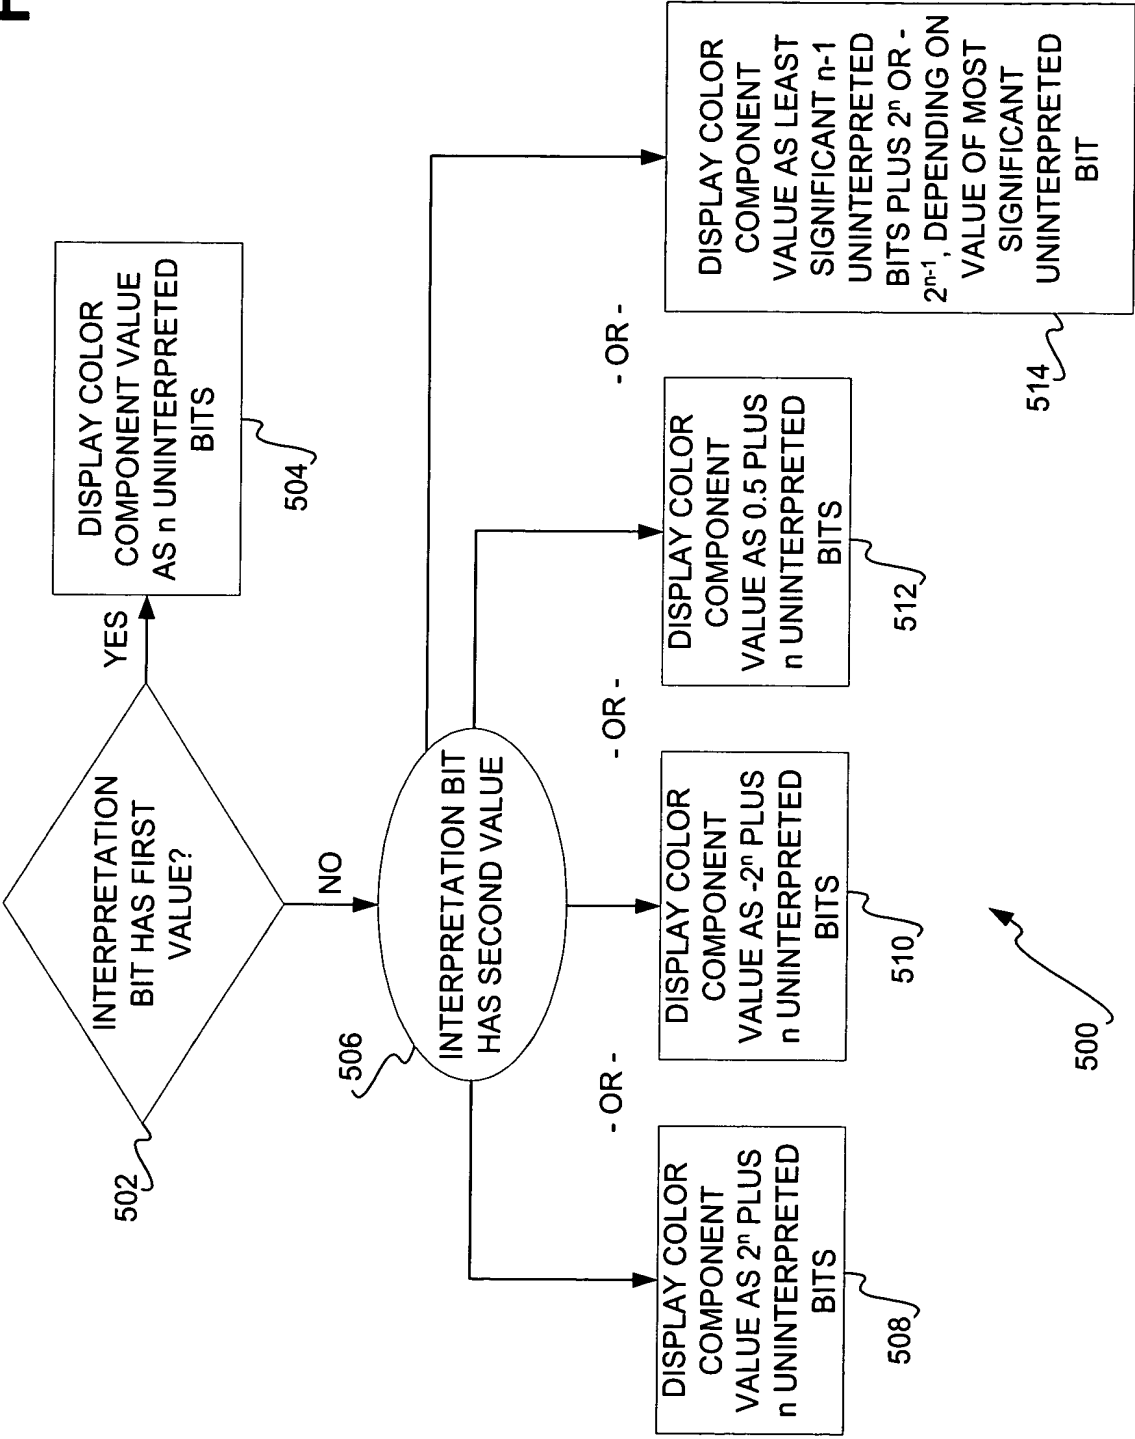 F
INTERPRETATION
BIT HAS FIRST
VALUE?
502
YES
DISPLAY COLOR
COMPONENT VALUE
AS n UNINTERPRETED
BITS
504
NO
INTERPRETATION BIT
HAS SECOND VALUE
506
DISPLAY COLOR
COMPONENT
VALUE AS 2ⁿ PLUS
n UNINTERPRETED
BITS
508
- OR -
DISPLAY COLOR
COMPONENT
VALUE AS -2ⁿ PLUS
n UNINTERPRETED
BITS
510
- OR -
DISPLAY COLOR
COMPONENT
VALUE AS 0.5 PLUS
n UNINTERPRETED
BITS
512
- OR -
DISPLAY COLOR
COMPONENT
VALUE AS LEAST
SIGNIFICANT n-1
UNINTERPRETED
BITS PLUS 2ⁿ OR -
2ⁿ⁻¹, DEPENDING ON
VALUE OF MOST
SIGNIFICANT
UNINTERPRETED
BIT
514
500